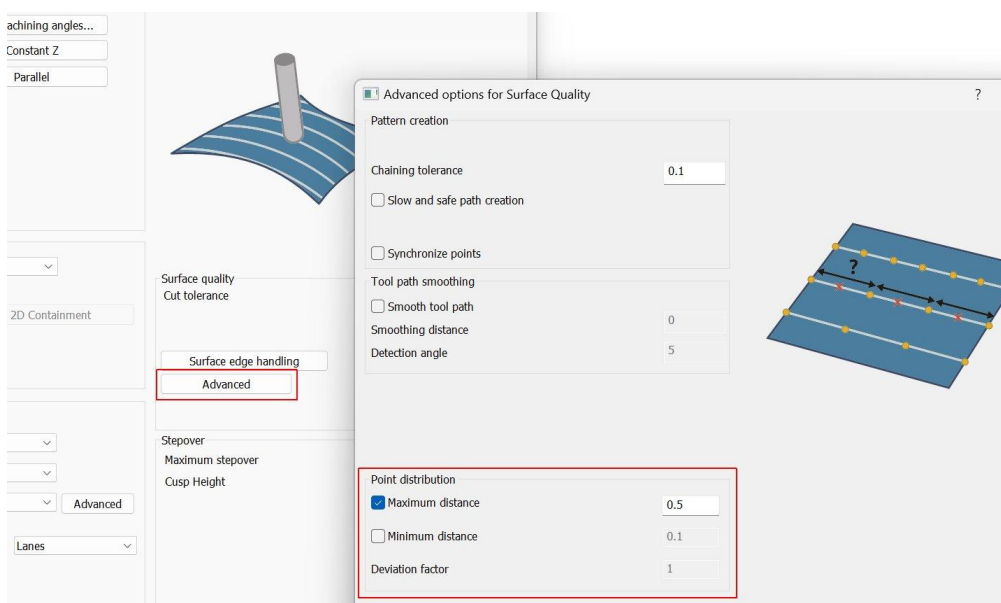 achining angles...
Constant Z
Parallel
2D Containment
Advanced
Lanes
Surface quality
Cut tolerance
Surface edge handling
Advanced
Stepover
Maximum stepover
Cusp Height
Advanced options for Surface Quality
?
Pattern creation
Chaining tolerance 0.1
Slow and safe path creation
Synchronize points
Tool path smoothing
Smooth tool path
Smoothing distance 0
Detection angle 5
?
Point distribution
Maximum distance 0.5
Minimum distance 0.1
Deviation factor 1